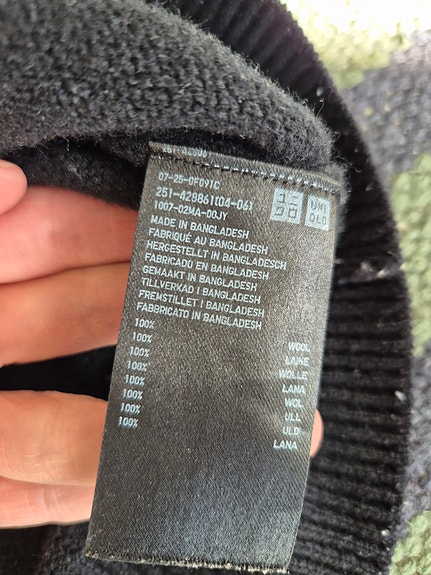 07-25-0F091C
251-428861(04-06)
1007-02MA-00JY
UNI
QLO
MADE IN BANGLADESH
FABRIQUÉ AU BANGLADESH
HERGESTELLT IN BANGLADESCH
FABRICADO EN BANGLADESH
GEMAAKT IN BANGLADESH
TILLVERKAD I BANGLADESH
FREMSTILLET I BANGLADESH
FABBRICATO IN BANGLADESH
100% WOOL
100% LAINE
100% WOLLE
100% LANA
100% WOL
100% ULL
100% ULD
100% LANA